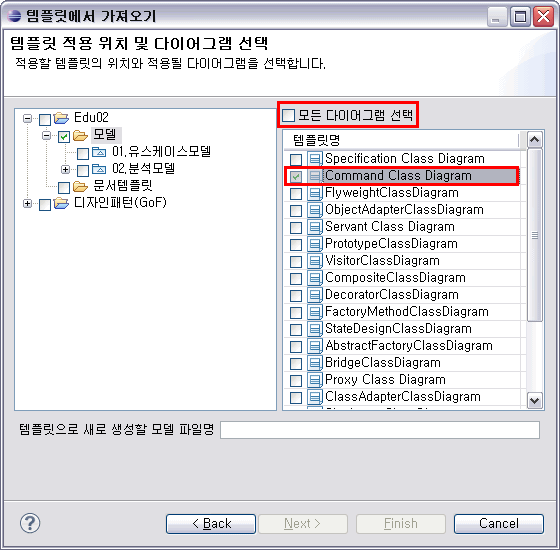 템플릿에서 가져오기
템플릿 적용 위치 및 다이어그램 선택
적용할 템플릿의 위치와 적용될 다이어그램을 선택합니다.
Edu02
모델
01.유스케이스모델
02.분석모델
문서템플릿
디자인패턴(GoF)
모든 다이어그램 선택
템플릿명
Specification Class Diagram
Command Class Diagram
FlyweightClassDiagram
ObjectAdapterClassDiagram
Servant Class Diagram
PrototypeClassDiagram
VisitorClassDiagram
CompositeClassDiagram
DecoratorClassDiagram
FactoryMethodClassDiagram
StateDesignClassDiagram
AbstractFactoryClassDiagram
BridgeClassDiagram
Proxy Class Diagram
ClassAdapterClassDiagram
템플릿으로 새로 생성할 모델 파일명
?
< Back
Next >
Finish
Cancel